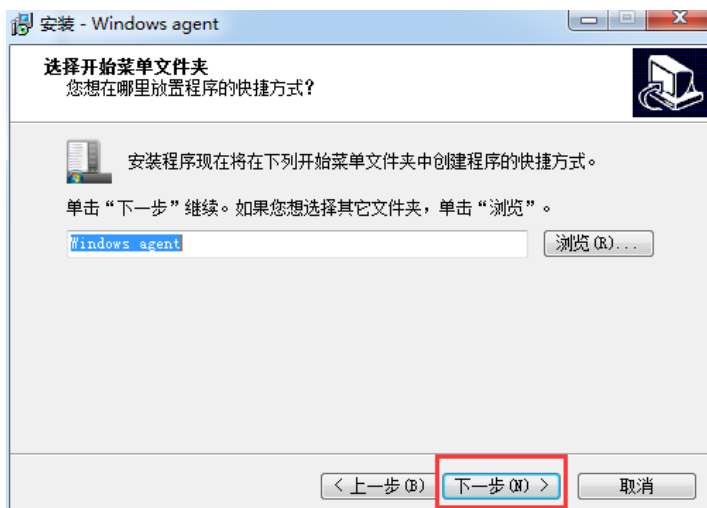 安装 - Windows agent
选择开始菜单文件夹
您想在哪里放置程序的快捷方式?
安装程序现在将在下列开始菜单文件夹中创建程序的快捷方式。
单击“下一步”继续。如果您想选择其它文件夹，单击“浏览”。
Windows agent 浏览(R)...
< 上一步(B) 下一步(N) > 取消